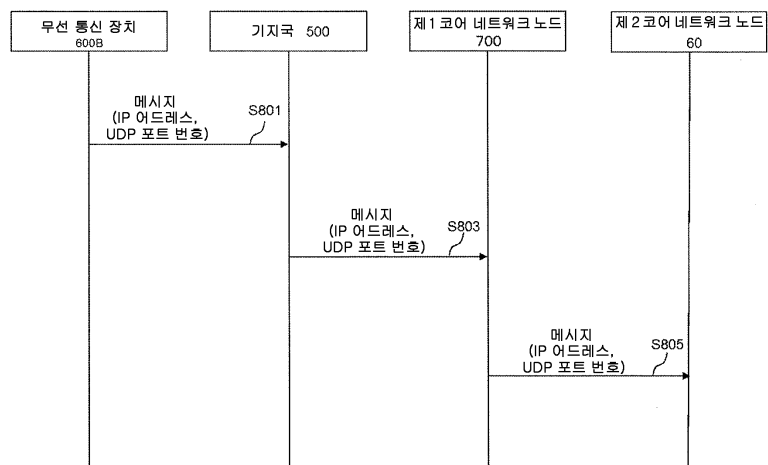 무선 통신 장치
600B
기지국 500
제1 코어 네트워크 노드
700
제2 코어 네트워크 노드
60
메시지
(IP 어드레스,
UDP 포트 번호)
S801
메시지
(IP 어드레스,
UDP 포트 번호)
S803
메시지
(IP 어드레스,
UDP 포트 번호)
S805